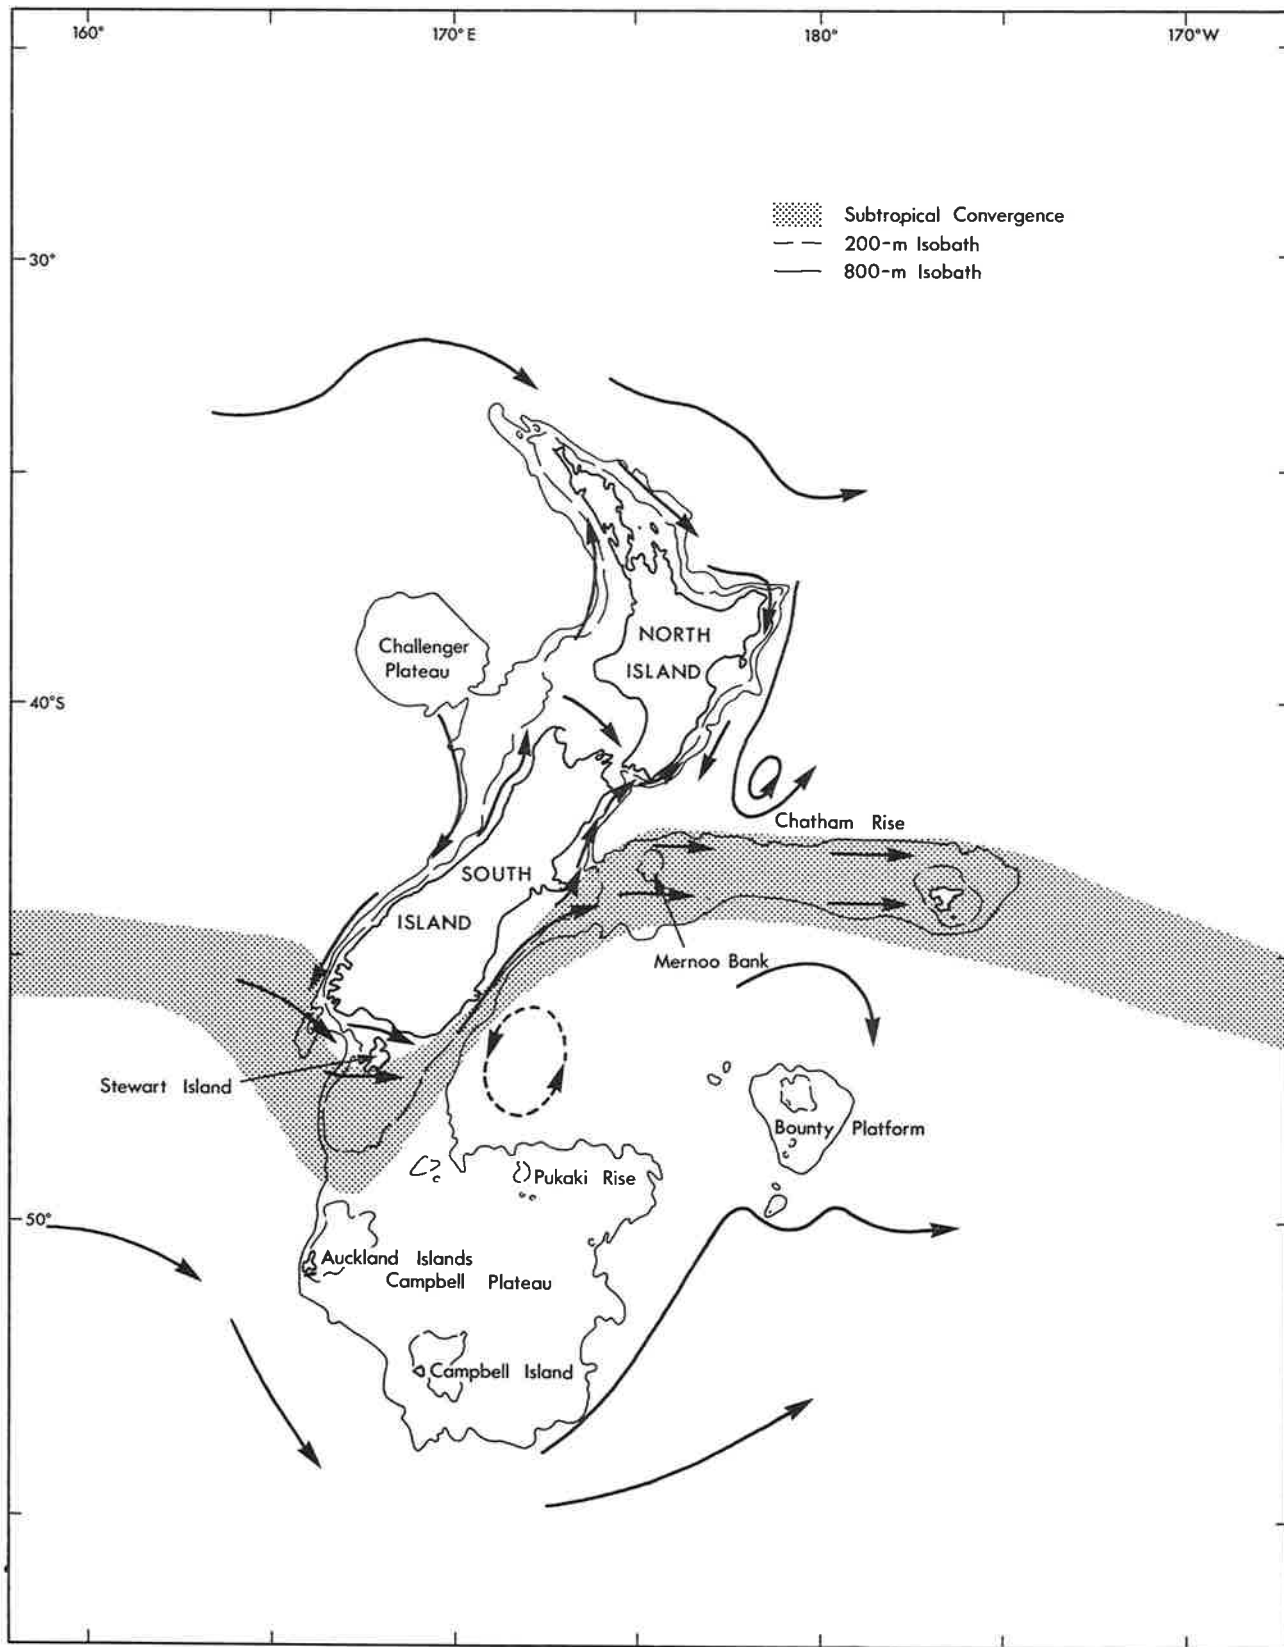 160°
170°E
180°
170°W
Subtropical Convergence
200-m Isobath
30°
800-m Isobath
NORTH
ISLAND
Challenger
Plateau
40°S
Chatham Rise
SOUTH
ISLAND
Mernoo Bank
Stewart Island
Bounty Platform
Pukaki Rise
50°
Auckland Islands
Campbell Plateau
Campbell Island